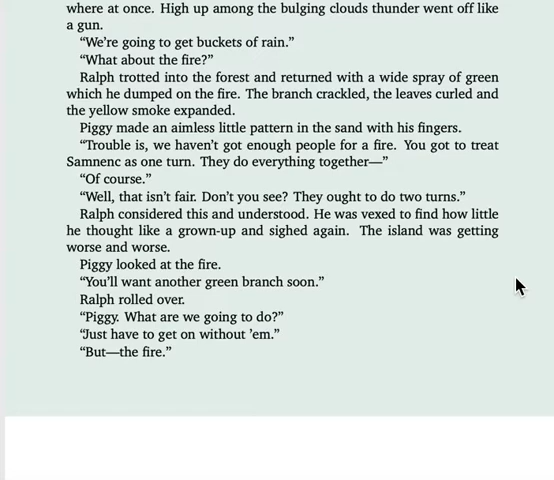 where at once. High up among the bulging clouds thunder went off like
a gun.
“We’re going to get buckets of rain.”
“What about the fire?”
Ralph trotted into the forest and returned with a wide spray of green
which he dumped on the fire. The branch crackled, the leaves curled and
the yellow smoke expanded.
Piggy made an aimless little pattern in the sand with his fingers.
“Trouble is, we haven’t got enough people for a fire. You got to treat
Samnenc as one turn. They do everything together—”
“Of course.”
“Well, that isn’t fair. Don’t you see? They ought to do two turns.”
Ralph considered this and understood. He was vexed to find how little
he thought like a grown-up and sighed again. The island was getting
worse and worse.
Piggy looked at the fire.
“You’ll want another green branch soon.”
Ralph rolled over.
“Piggy. What are we going to do?”
“Just have to get on without ’em.”
“But—the fire.”